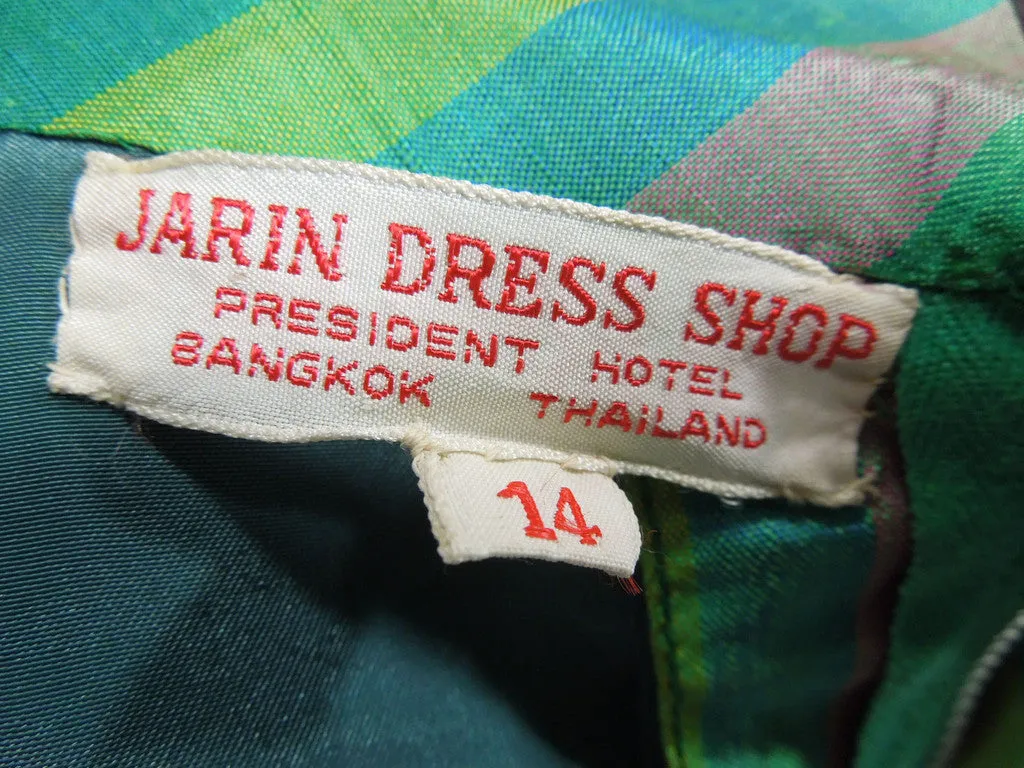 JARIN DRESS SHOP
PRESIDENT HOTEL
BANGKOK THAILAND
14